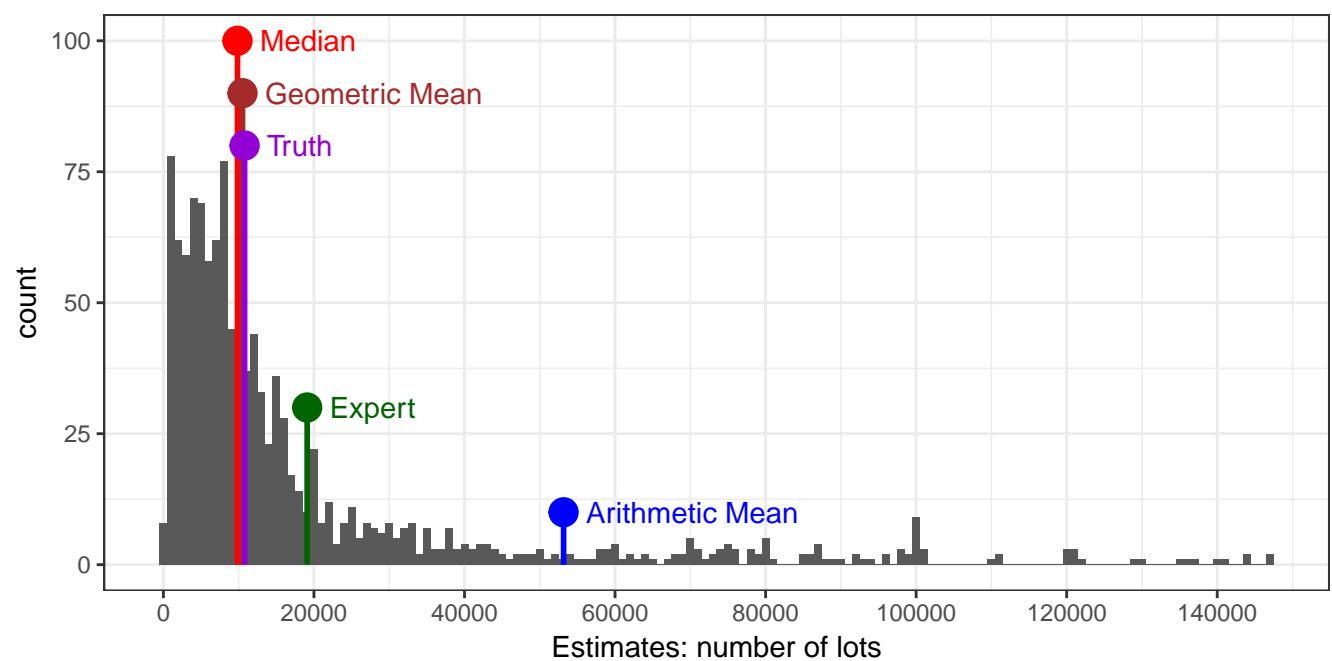 100
Median
Geometric Mean
Truth
75
50
count
Expert
25
Arithmetic Mean
0
0 20000 40000 60000 80000 100000 120000 140000
Estimates: number of lots